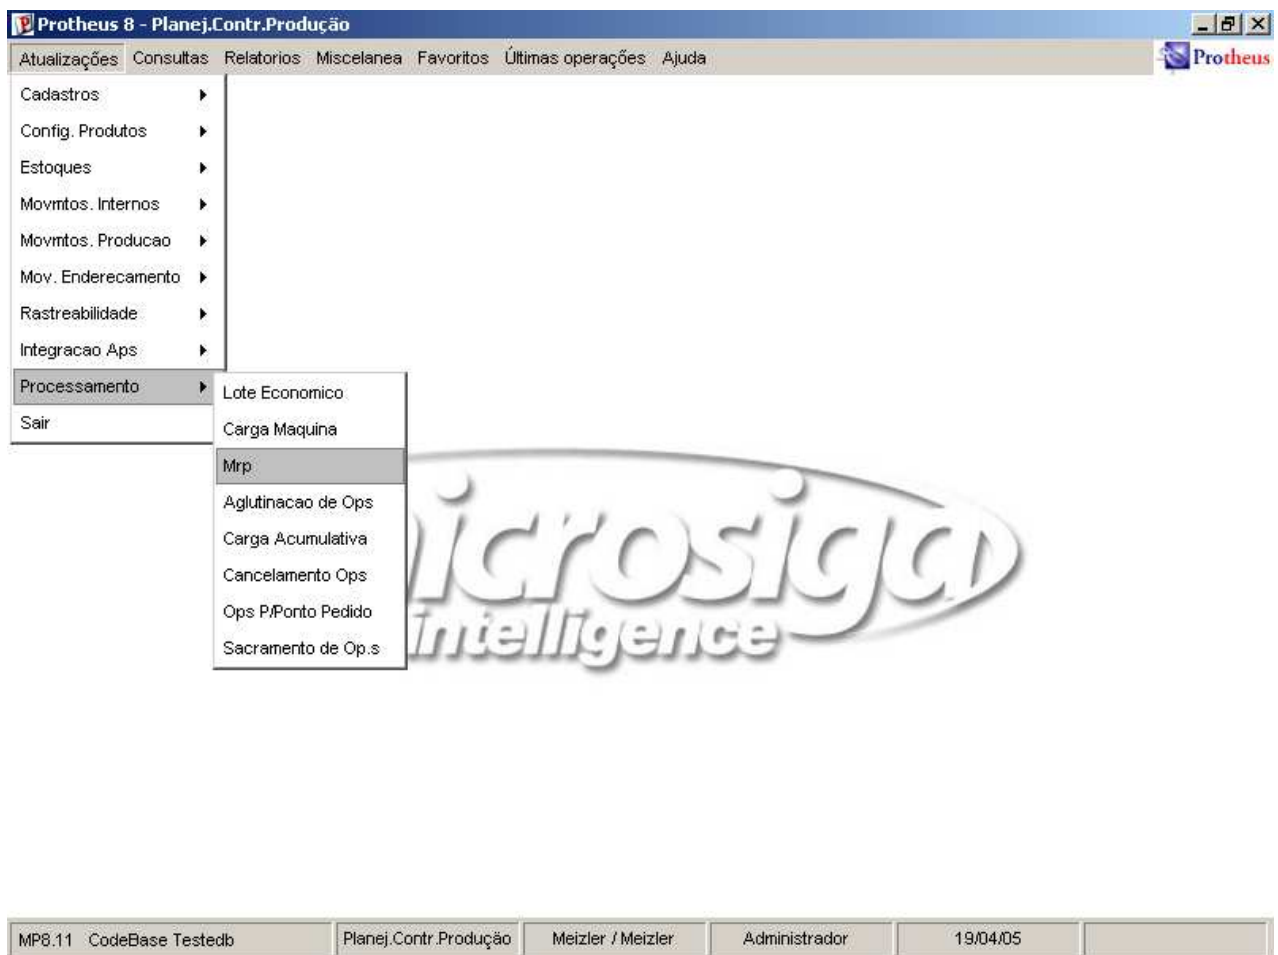 Protheus 8 - Planej.Contr.Produção
Atualizações Consultas Relatorios Miscelanea Favoritos Últimas operações Ajuda Protheus
Cadastros
Config. Produtos
Estoques
Movmtos. Internos
Movmtos. Producao
Mov. Enderecamento
Rastreabilidade
Integracao Aps
Processamento
Sair
Lote Economico
Carga Maquina
Mrp
Aglutinacao de Ops
Carga Acumulativa
Cancelamento Ops
Ops P/Ponto Pedido
Sacramento de Op.s
microsiga
intelligence
MP8.11 CodeBase Testedb Planej.Contr.Produção Meizler / Meizler Administrador 19/04/05